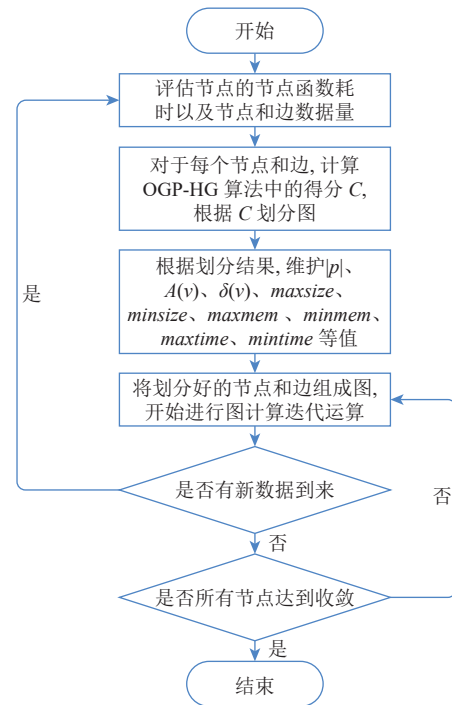 开始
评估节点的节点函数耗
时以及节点和边数据量
对于每个节点和边, 计算
OGP-HG 算法中的得分 C,
根据 C 划分图
根据划分结果, 维护|p|、
A(v)、δ(v)、maxsize、
minsize、maxmem 、minmem、
maxtime、mintime 等值
是
将划分好的节点和边组成图,
开始进行图计算迭代运算
是否有新数据到来
否
否
是否所有节点达到收敛
是
结束